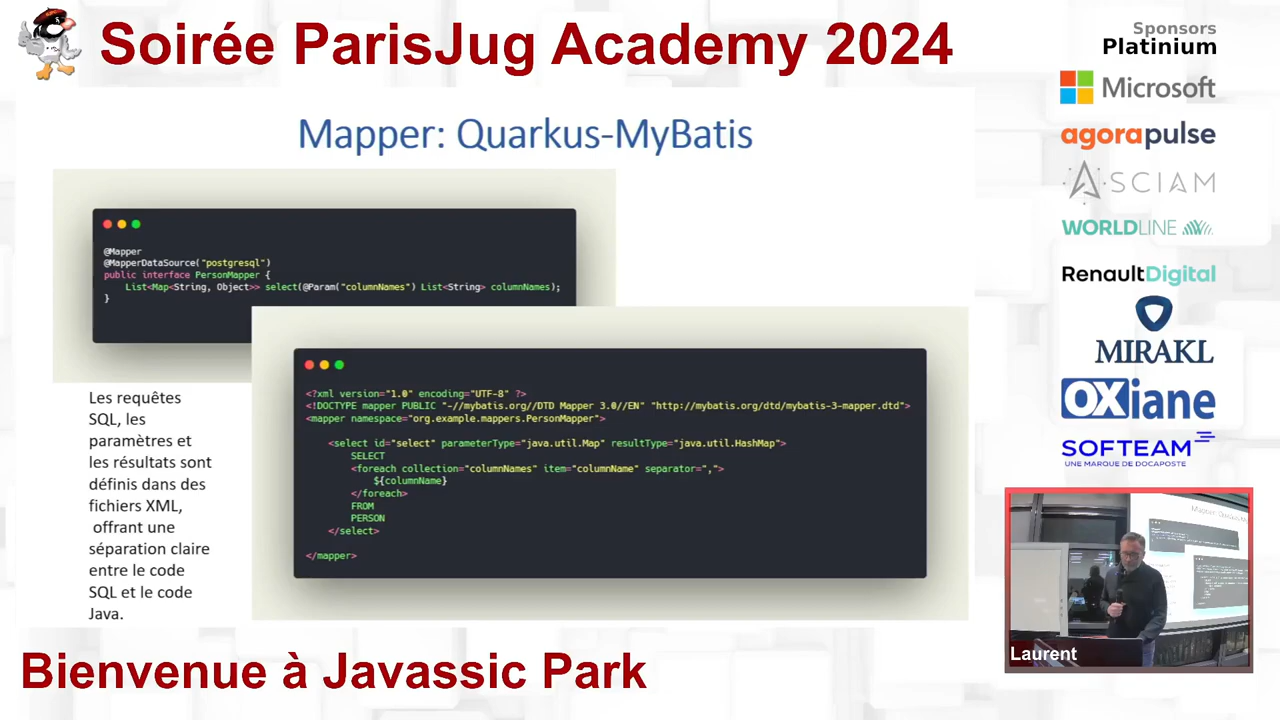 Soirée ParisJug Academy 2024
Sponsors
Platinium
Microsoft
agorapulse
ASCIAM
WORLDLINE
RenaultDigital
MIRAKL
OXiane
SOFTEAM
UNE MARQUE DE DOCAPOSTE
Mapper: Quarkus-MyBatis
@Mapper
@MapperDataSource("postgresql")
public interface PersonMapper {
List<Map<String, Object>> select(@Param("columnNames") List<String> columnNames);
}
<?xml version="1.0" encoding="UTF-8" ?>
<!DOCTYPE mapper PUBLIC "-//mybatis.org//DTD Mapper 3.0//EN" "http://mybatis.org/dtd/mybatis-3-mapper.dtd">
<mapper namespace="org.example.mappers.PersonMapper">
<select id="select" parameterType="java.util.Map" resultType="java.util.HashMap">
SELECT
<foreach collection="columnNames" item="columnName" separator=",">
${columnName}
</foreach>
FROM
PERSON
</select>
</mapper>
Les requêtes
SQL, les
paramètres et
les résultats sont
définis dans des
fichiers XML,
offrant une
séparation claire
entre le code
SQL et le code
Java.
Laurent
Bienvenue à Javassic Park